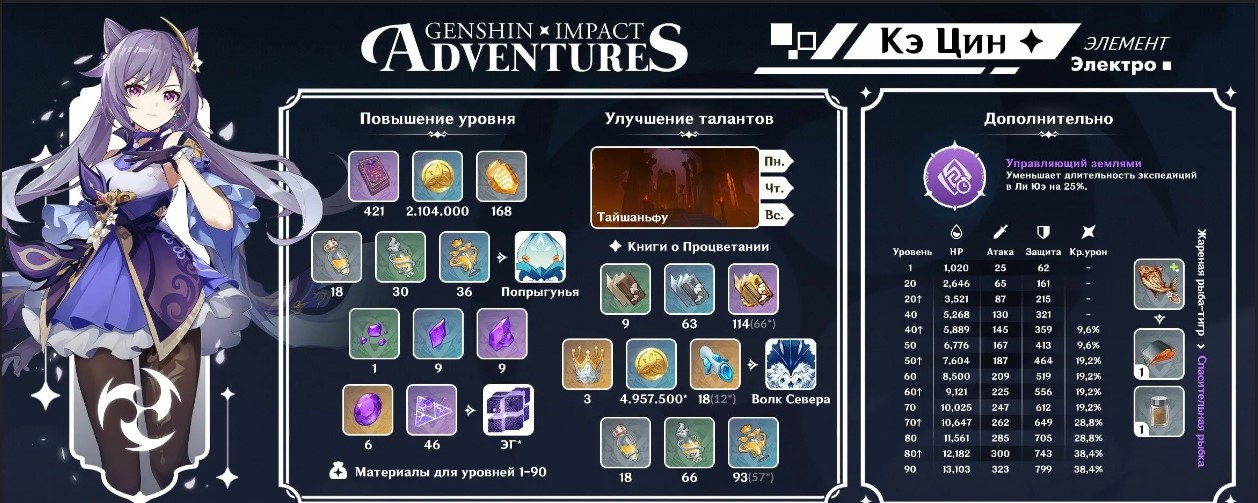 GENSHIN IMPACT
ADVENTURES
Кэ Цин
ЭЛЕМЕНТ
Электро
Повышение уровня
421 2.104.000 168
18 30 36 Попрыгунья
1 9 9
6 46 ЭГ*
Материалы для уровней 1-90
Улучшение талантов
Тайшаньфу
Пн.
Чт.
Вс.
Книги о Процветании
9 63 114(66*)
3 4.957.500* 18(12*) Волк Севера
18 66 93(57*)
Дополнительно
Управляющий землями
Уменьшает длительность экспедиций
в Ли Юэ на 25%.
Уровень HP Атака Защита Кр.урон
1 1,020 25 62 –
20 2,646 65 161 –
20↑ 3,521 87 215 –
40 5,268 130 321 –
40↑ 5,889 145 359 9,6%
50 6,776 167 413 9,6%
50↑ 7,604 187 464 19,2%
60 8,500 209 519 19,2%
60↑ 9,121 225 556 19,2%
70 10,025 247 612 19,2%
70↑ 10,647 262 649 28,8%
80 11,561 285 705 28,8%
80↑ 12,182 300 743 38,4%
90 13,103 323 799 38,4%
1
1
Жареная рыба-тигр › Спасительная рыбка